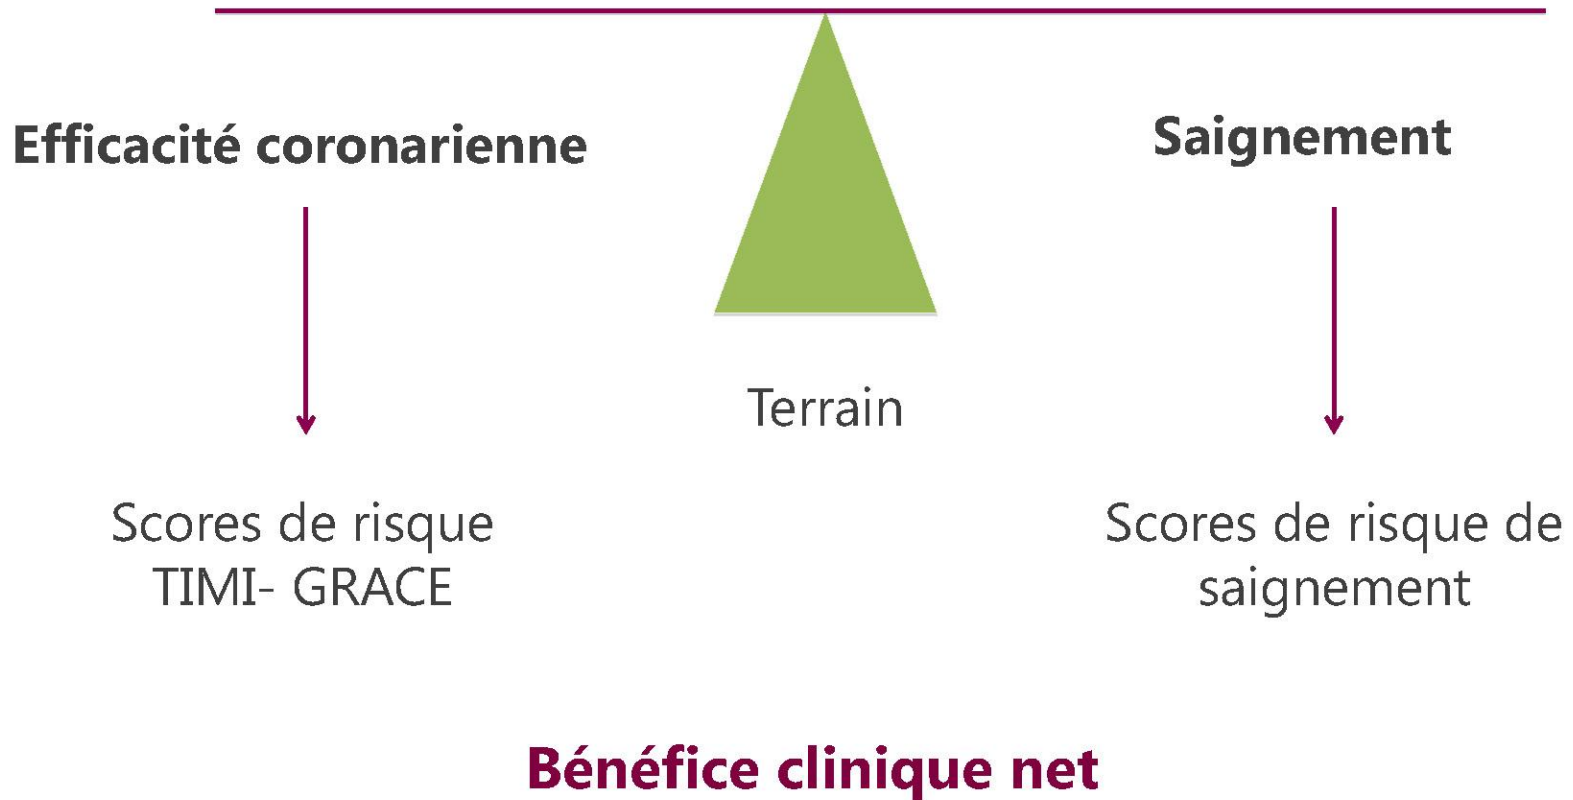 Efficacité coronarienne
Saignement
Terrain
Scores de risque
TIMI- GRACE
Scores de risque de
saignement
Bénéfice clinique net